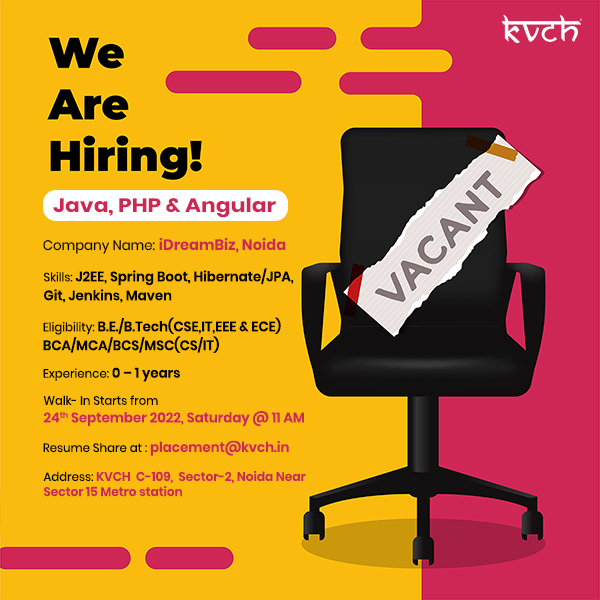 kvch
We
Are
Hiring!
Java, PHP & Angular
Company Name: iDreamBiz, Noida
Skills: J2EE, Spring Boot, Hibernate/JPA,
Git, Jenkins, Maven
Eligibility: B.E./B.Tech(CSE,IT,EEE & ECE)
BCA/MCA/BCS/MSC(CS/IT)
Experience: 0 – 1 years
Walk- In Starts from
24th September 2022, Saturday @ 11 AM
Resume Share at : placement@kvch.in
Address: KVCH C-109, Sector-2, Noida Near
Sector 15 Metro station
VACANT